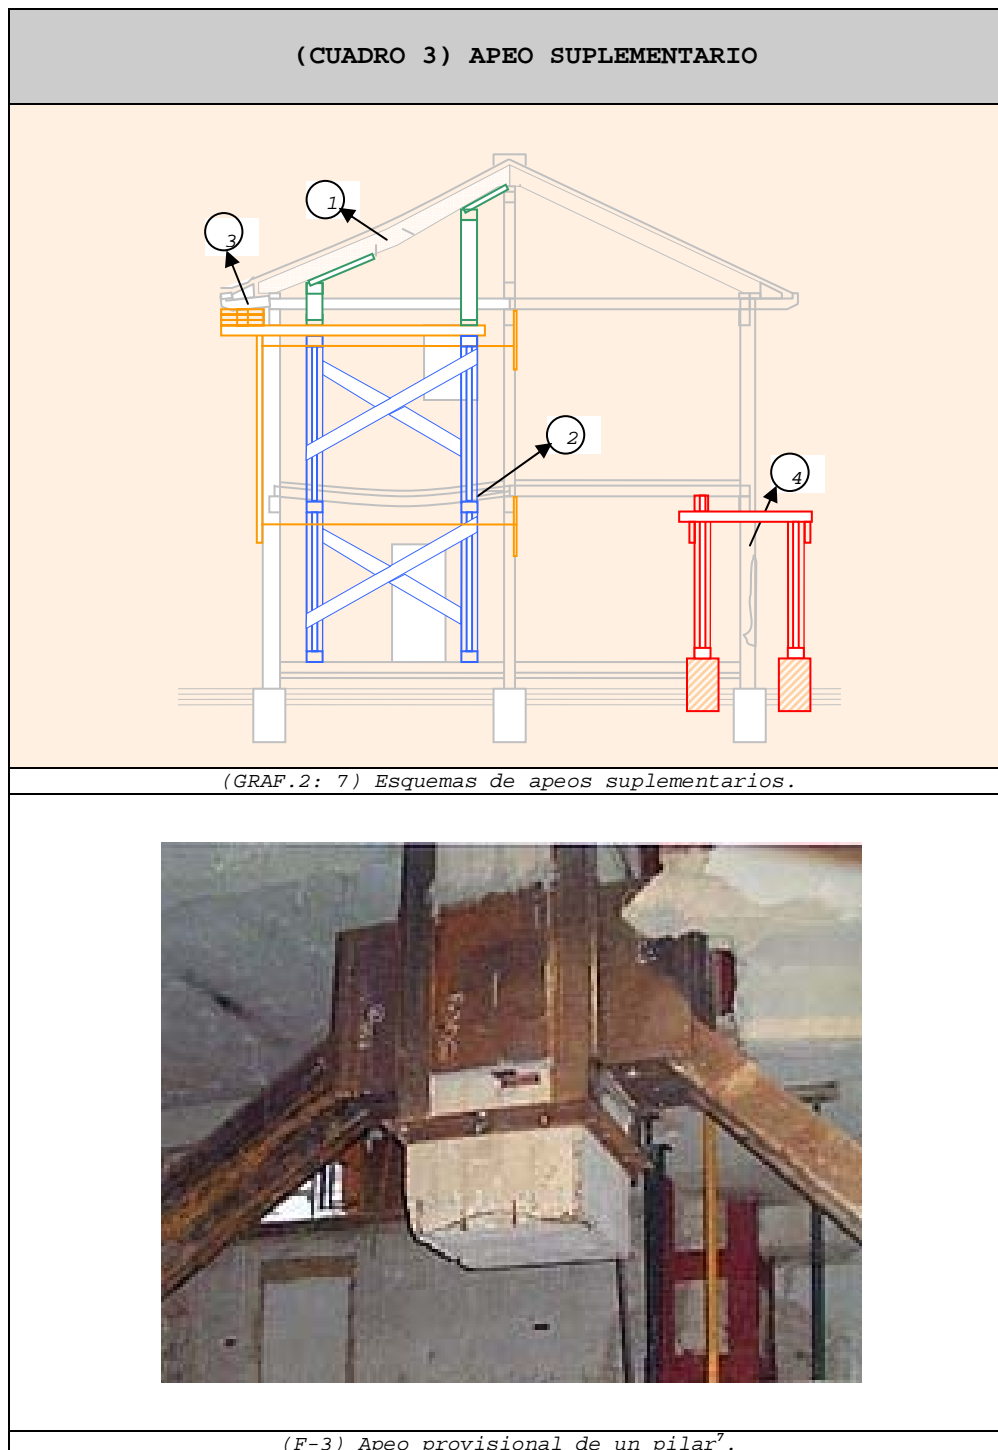 (CUADRO 3) APEO SUPLEMENTARIO
1
3
2
4
(GRAF.2: 7) Esquemas de apeos suplementarios.
(F-3) Apeo provisional de un pilar⁷.